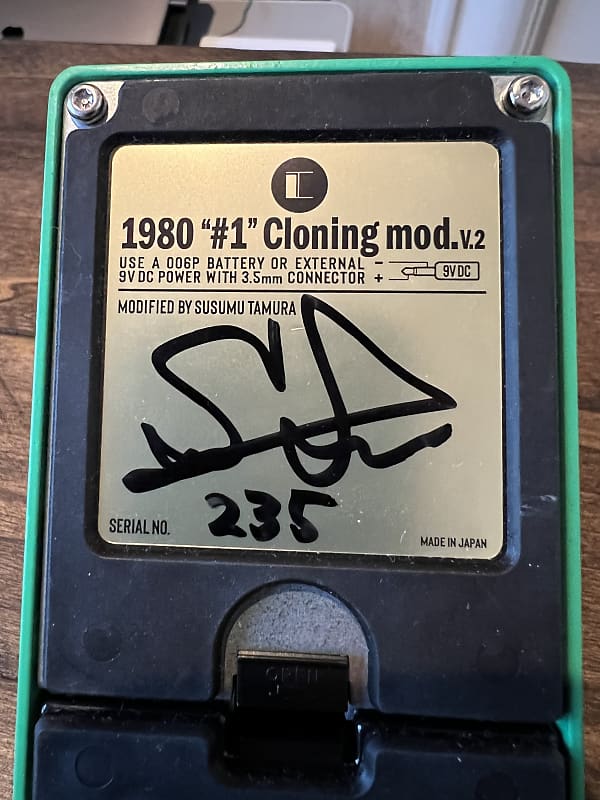 1980 “#1” Cloning mod.V.2
USE A 006P BATTERY OR EXTERNAL
9V DC POWER WITH 3.5mm CONNECTOR
− + 9V DC
MODIFIED BY SUSUMU TAMURA
SERIAL NO. 235
MADE IN JAPAN
OPEN